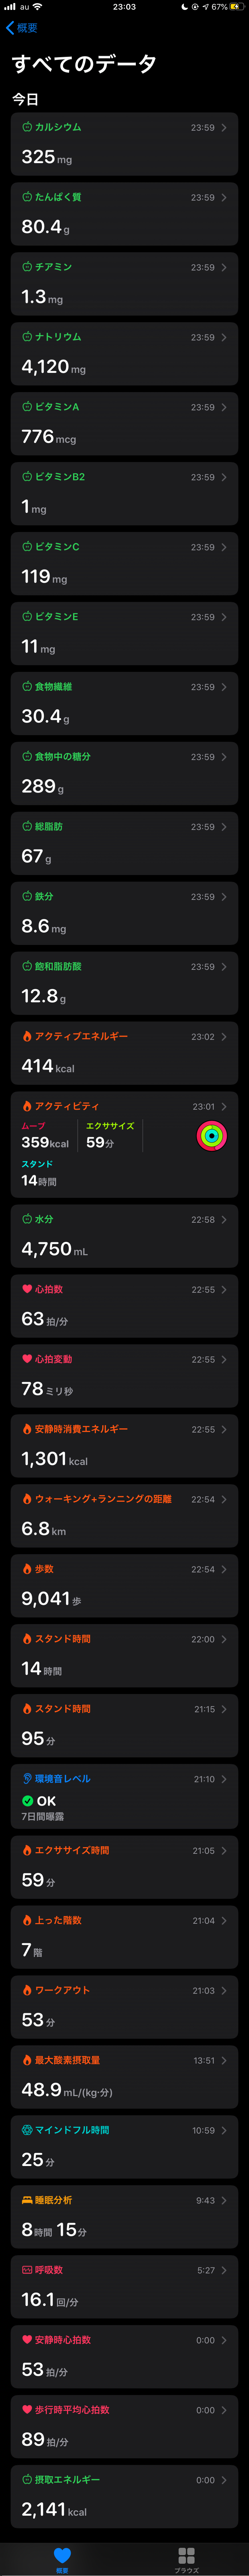 au 23:03 67%
概要
すべてのデータ
今日
カルシウム 23:59
325 mg
たんぱく質 23:59
80.4 g
チアミン 23:59
1.3 mg
ナトリウム 23:59
4,120 mg
ビタミンA 23:59
776 mcg
ビタミンB2 23:59
1 mg
ビタミンC 23:59
119 mg
ビタミンE 23:59
11 mg
食物繊維 23:59
30.4 g
食物中の糖分 23:59
289 g
総脂肪 23:59
67 g
鉄分 23:59
8.6 mg
飽和脂肪酸 23:59
12.8 g
アクティブエネルギー 23:02
414 kcal
アクティビティ 23:01
ムーブ エクササイズ
359kcal 59分
スタンド
14時間
水分 22:58
4,750 mL
心拍数 22:55
63 拍/分
心拍変動 22:55
78 ミリ秒
安静時消費エネルギー 22:55
1,301 kcal
ウォーキング+ランニングの距離 22:54
6.8 km
歩数 22:54
9,041 歩
スタンド時間 22:00
14 時間
スタンド時間 21:15
95 分
環境音レベル 21:10
OK
7日間曝露
エクササイズ時間 21:05
59 分
上った階数 21:04
7 階
ワークアウト 21:03
53 分
最大酸素摂取量 13:51
48.9 mL/(kg·分)
マインドフル時間 10:59
25 分
睡眠分析 9:43
8時間 15分
呼吸数 5:27
16.1 回/分
安静時心拍数 0:00
53 拍/分
歩行時平均心拍数 0:00
89 拍/分
摂取エネルギー 0:00
2,141 kcal
概要 ブラウズ